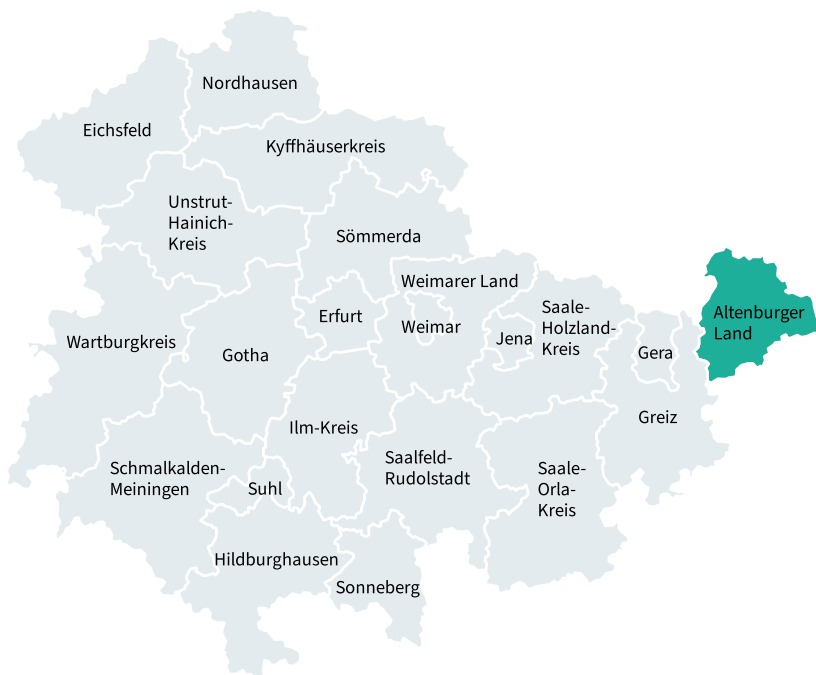 Nordhausen
Eichsfeld
Kyffhäuserkreis
Unstrut-
Hainich-
Kreis
Sömmerda
Weimarer Land
Altenburger
Land
Saale-
Holzland-
Kreis
Erfurt
Weimar
Jena
Wartburgkreis
Gotha
Gera
Greiz
Ilm-Kreis
Saalfeld-
Rudolstadt
Schmalkalden-
Meiningen
Suhl
Saale-
Orla-
Kreis
Hildburghausen
Sonneberg